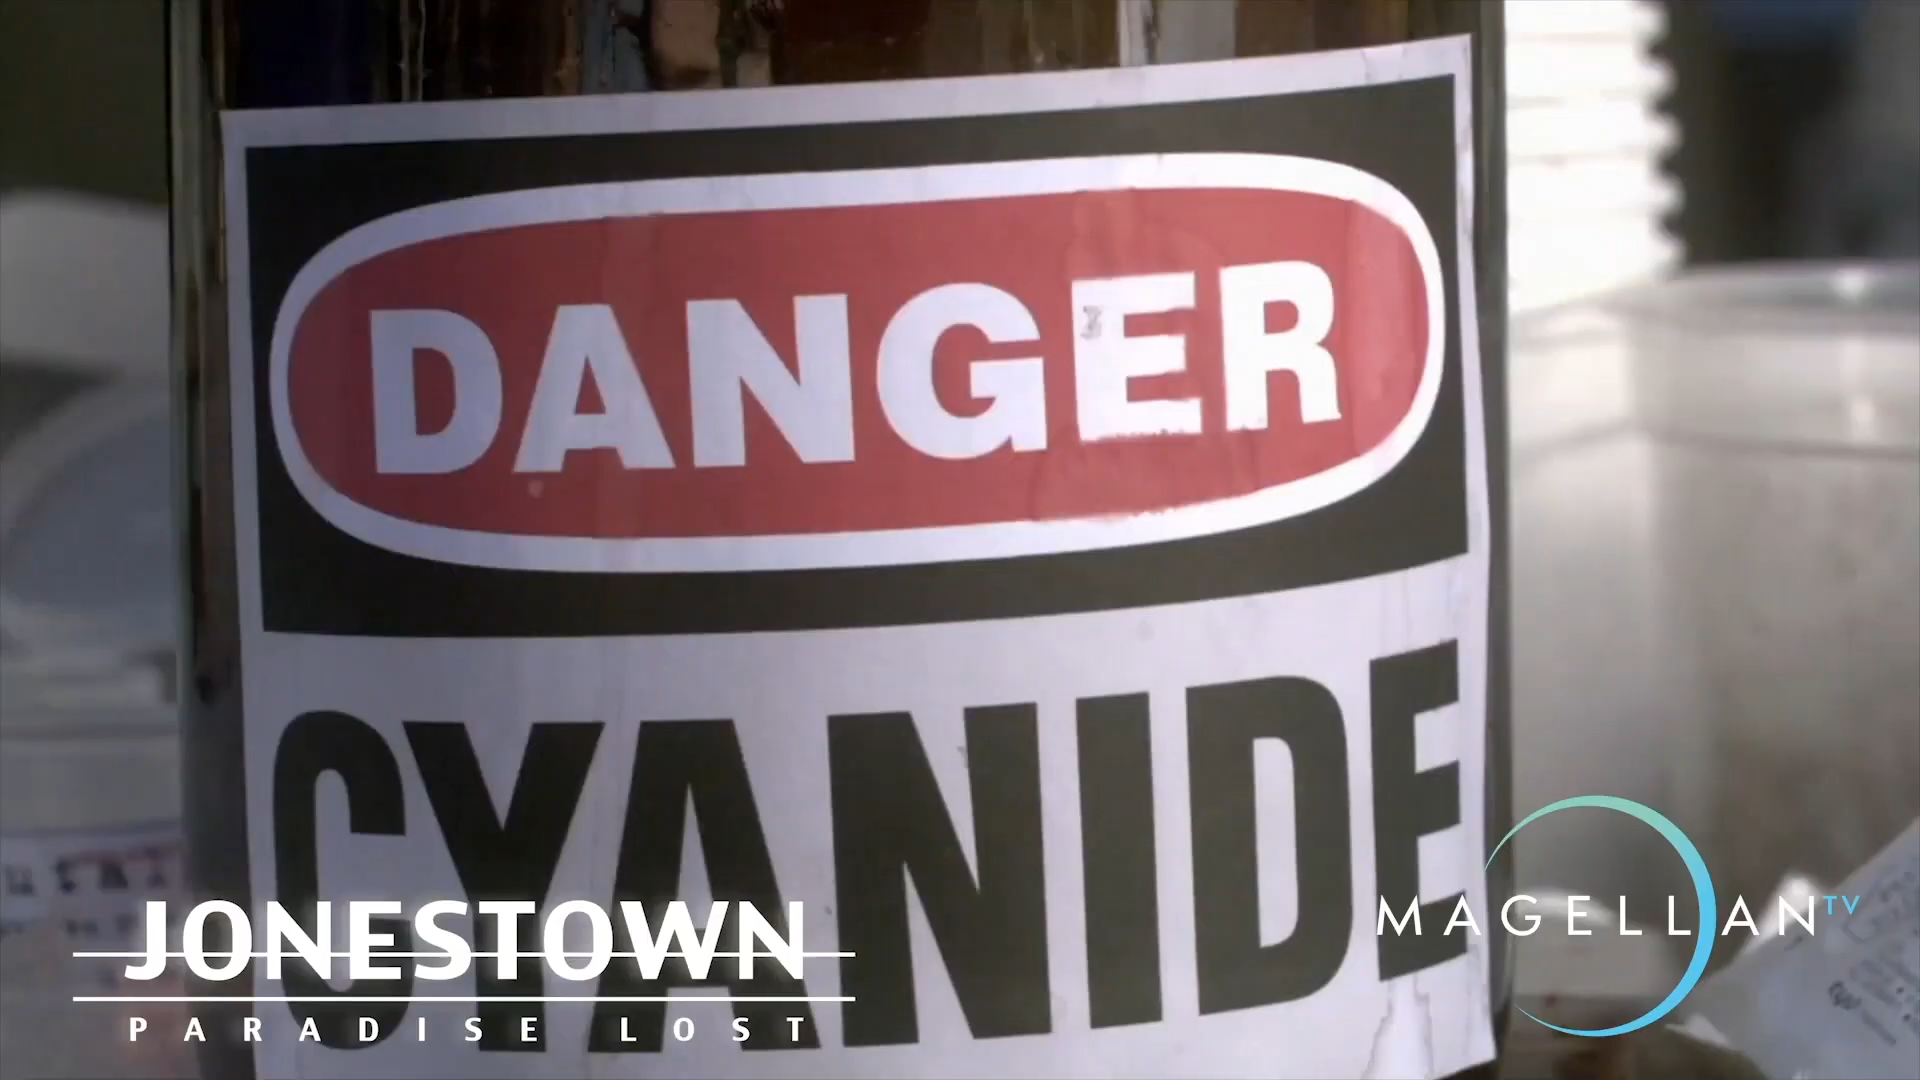 DANGER
CYANIDE
JONESTOWN
PARADISE LOST
MAGELLAN TV